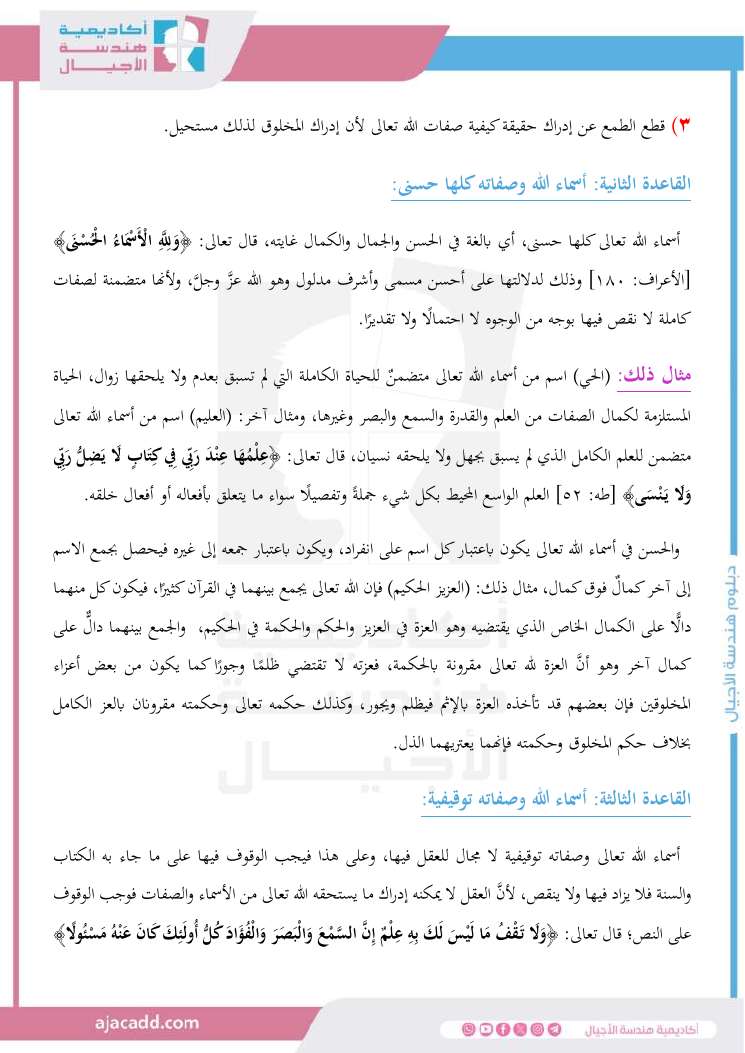 أكاديمية
هندسة
الأجيال
٣) قطع الطمع عن إدراك حقيقة كيفية صفات الله تعالى لأن إدراك المخلوق لذلك مستحيل.
القاعدة الثانية: أسماء الله وصفاته كلها حسنى:
أسماء الله تعالى كلها حسنى، أي بالغة في الحسن والجمال والكمال غايته، قال تعالى: ﴿وَلِلَّهِ الْأَسْمَاءُ الْحُسْنَى﴾
[الأعراف: ١٨٠] وذلك لدلالتها على أحسن مسمى وأشرف مدلول وهو الله عزَّ وجلَّ، ولأنها متضمنة لصفات
كاملة لا نقص فيها بوجه من الوجوه لا احتمالًا ولا تقديرًا.
مثال ذلك: (الحي) اسم من أسماء الله تعالى متضمنٌ للحياة الكاملة التي لم تسبق بعدم ولا يلحقها زوال، الحياة
المستلزمة لكمال الصفات من العلم والقدرة والسمع والبصر وغيرها، ومثال آخر: (العليم) اسم من أسماء الله تعالى
متضمن للعلم الكامل الذي لم يسبق بجهل ولا يلحقه نسيان، قال تعالى: ﴿عِلْمُهَا عِنْدَ رَبِّي فِي كِتَابٍ لَا يَضِلُّ رَبِّي
وَلَا يَنْسَى﴾ [طه: ٥٢] العلم الواسع المحيط بكل شيء جملةً وتفصيلًا سواء ما يتعلق بأفعاله أو أفعال خلقه.
والحسن في أسماء الله تعالى يكون باعتبار كل اسم على انفراد، ويكون باعتبار جمعه إلى غيره فيحصل بجمع الاسم
إلى آخر كمالٌ فوق كمال، مثال ذلك: (العزيز الحكيم) فإن الله تعالى يجمع بينهما في القرآن كثيرًا، فيكون كل منهما
دالًّا على الكمال الخاص الذي يقتضيه وهو العزة في العزيز والحكم والحكمة في الحكيم، والجمع بينهما دالٌّ على
كمال آخر وهو أنَّ العزة لله تعالى مقرونة بالحكمة، فعزته لا تقتضي ظلمًا وجورًا كما يكون من بعض أعزاء
المخلوقين فإن بعضهم قد تأخذه العزة بالإثم فيظلم ويجور، وكذلك حكمه تعالى وحكمته مقرونان بالعز الكامل
بخلاف حكم المخلوق وحكمته فإنهما يعتريهما الذل.
القاعدة الثالثة: أسماء الله وصفاته توقيفية:
أسماء الله تعالى وصفاته توقيفية لا مجال للعقل فيها، وعلى هذا فيجب الوقوف فيها على ما جاء به الكتاب
والسنة فلا يزاد فيها ولا ينقص، لأنَّ العقل لا يمكنه إدراك ما يستحقه الله تعالى من الأسماء والصفات فوجب الوقوف
على النص؛ قال تعالى: ﴿وَلَا تَقْفُ مَا لَيْسَ لَكَ بِهِ عِلْمٌ إِنَّ السَّمْعَ وَالْبَصَرَ وَالْفُؤَادَ كُلُّ أُولَئِكَ كَانَ عَنْهُ مَسْئُولًا﴾
دبلوم هندسة الأجيال
أكاديمية
هندسة
الأجيال
أكاديمية هندسة الأجيال
ajacadd.com